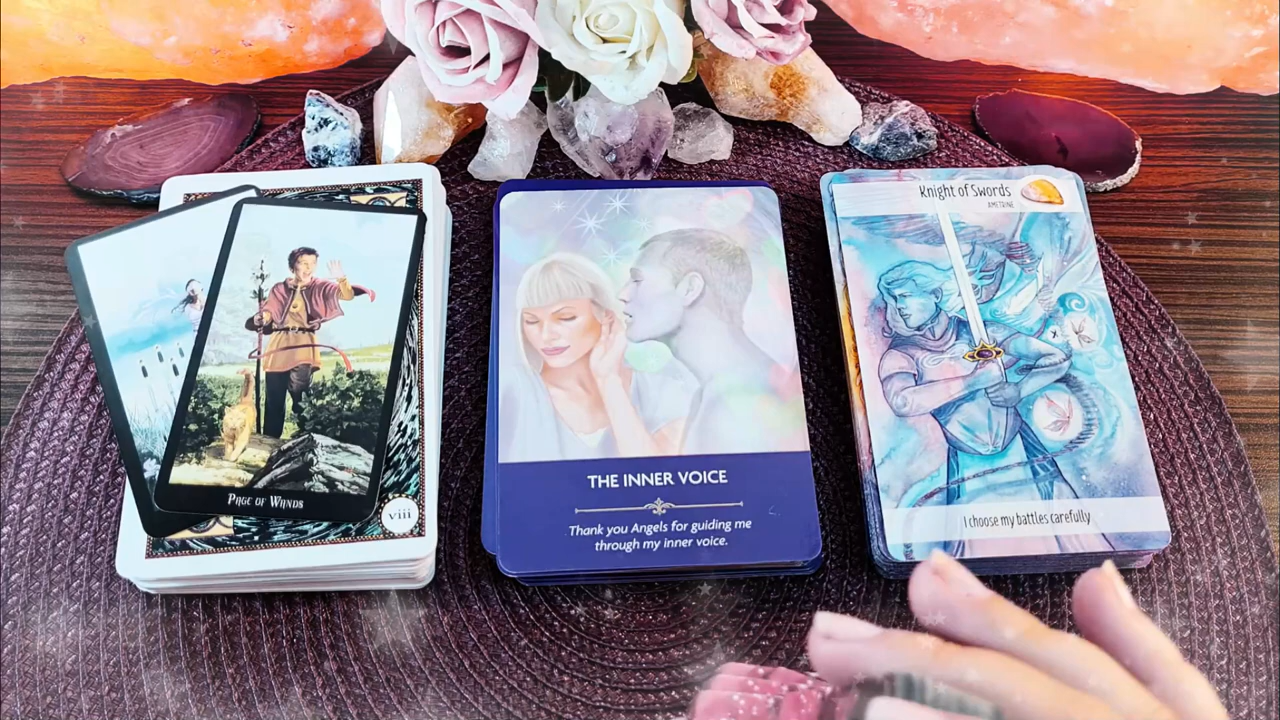 PAGE OF WANDS
viii
THE INNER VOICE
Thank you Angels for guiding me
through my inner voice.
Knight of Swords
AMETRINE
I choose my battles carefully